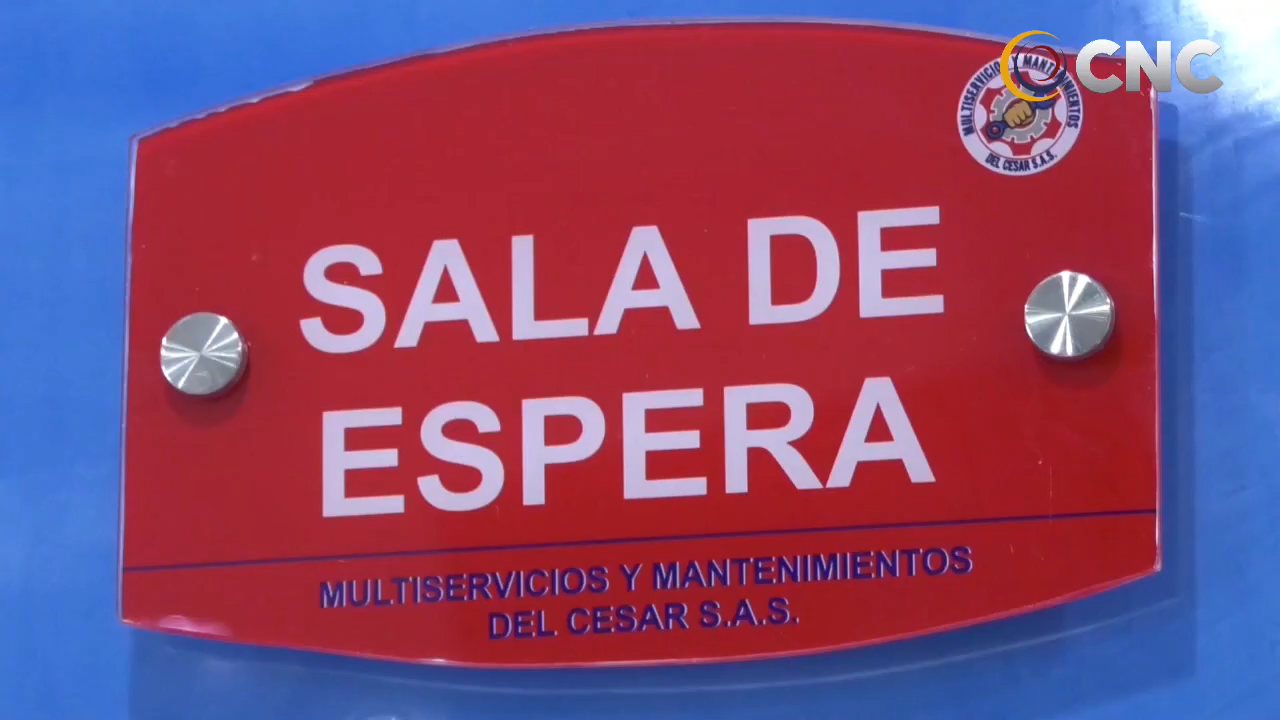 CNC
MULTISERVICIOS Y MANTENIMIENTOS
DEL CESAR S.A.S.
SALA DE
ESPERA
MULTISERVICIOS Y MANTENIMIENTOS
DEL CESAR S.A.S.